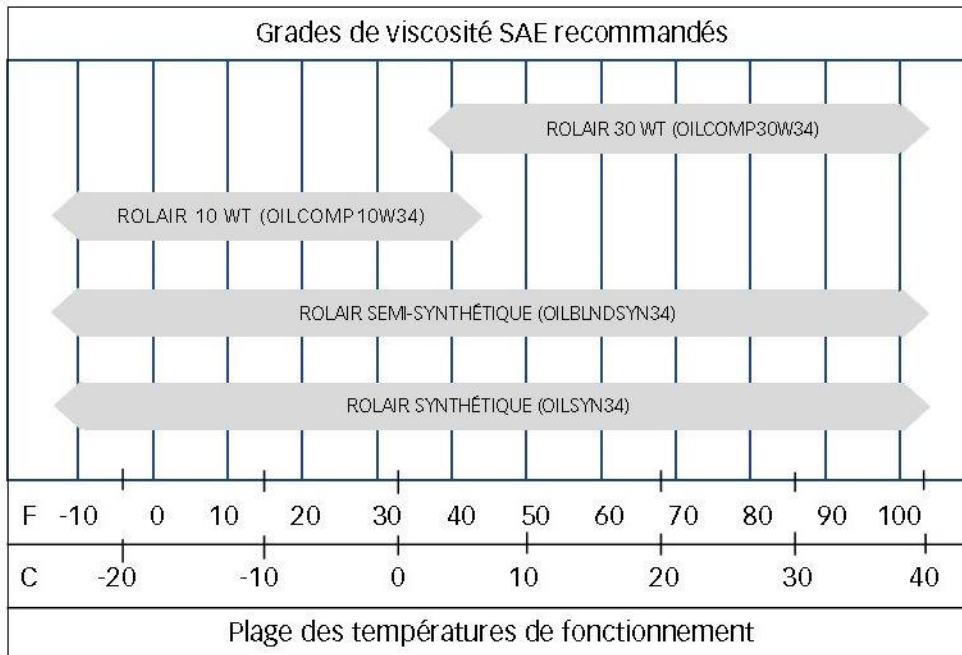 Grades de viscosité SAE recommandés
ROLAIR 30 WT (OILCOMP30W34)
ROLAIR 10 WT (OILCOMP10W34)
ROLAIR SEMI-SYNTHÉTIQUE (OILBLNDSYN34)
ROLAIR SYNTHÉTIQUE (OILSYN34)
F -10 0 10 20 30 40 50 60 70 80 90 100
C -20 -10 0 10 20 30 40
Plage des températures de fonctionnement